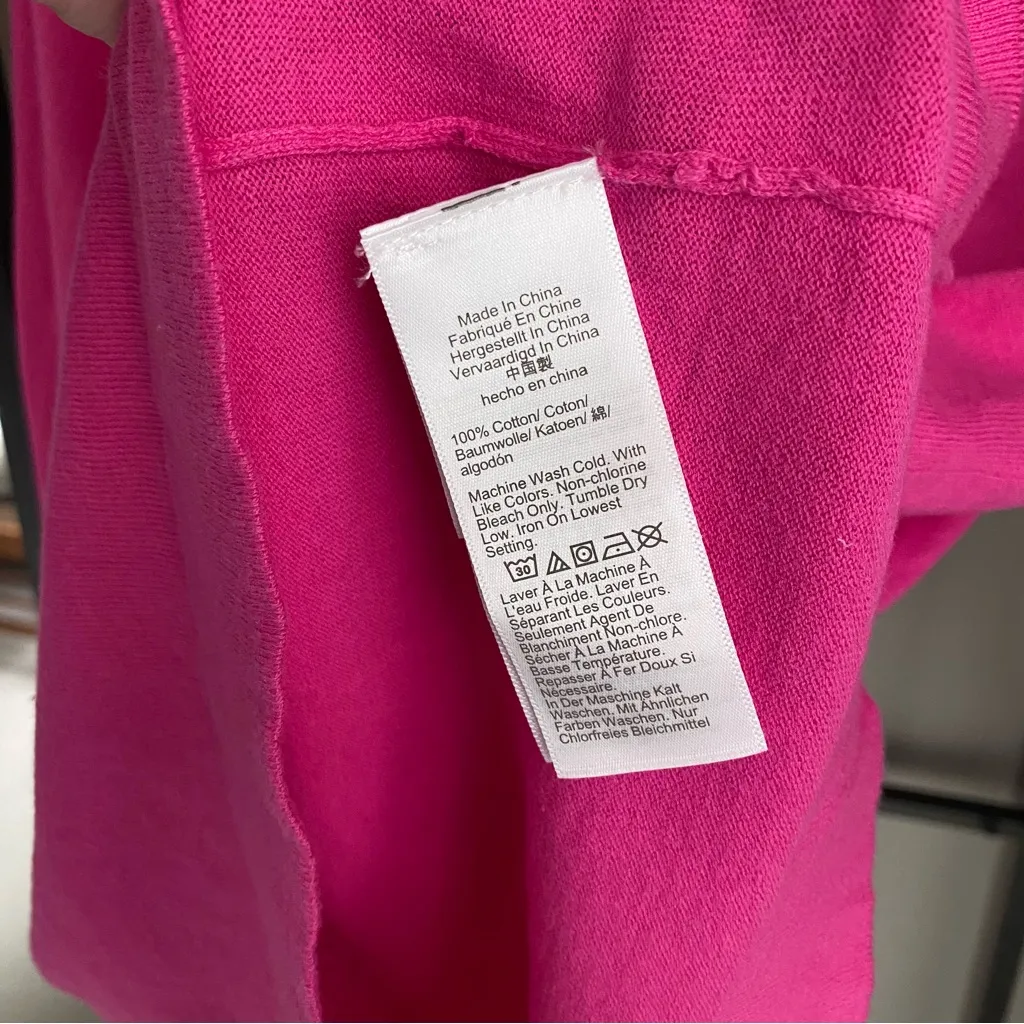 Made In China
Fabriqué En Chine
Hergestellt In China
Vervaardigd In China
中国製
hecho en china
100% Cotton/ Coton/
Baumwolle/ Katoen/ 綿/
algodón
Machine Wash Cold. With
Like Colors. Non-chlorine
Bleach Only. Tumble Dry
Low. Iron On Lowest
Setting.
30
Laver À La Machine À
L'eau Froide. Laver En
Séparant Les Couleurs.
Seulement Agent De
Blanchiment Non-chlore.
Sécher À La Machine À
Basse Température.
Repasser À Fer Doux Si
Nécessaire.
In Der Maschine Kalt
Waschen. Mit Ähnlichen
Farben Waschen. Nur
Chlorfreies Bleichmittel